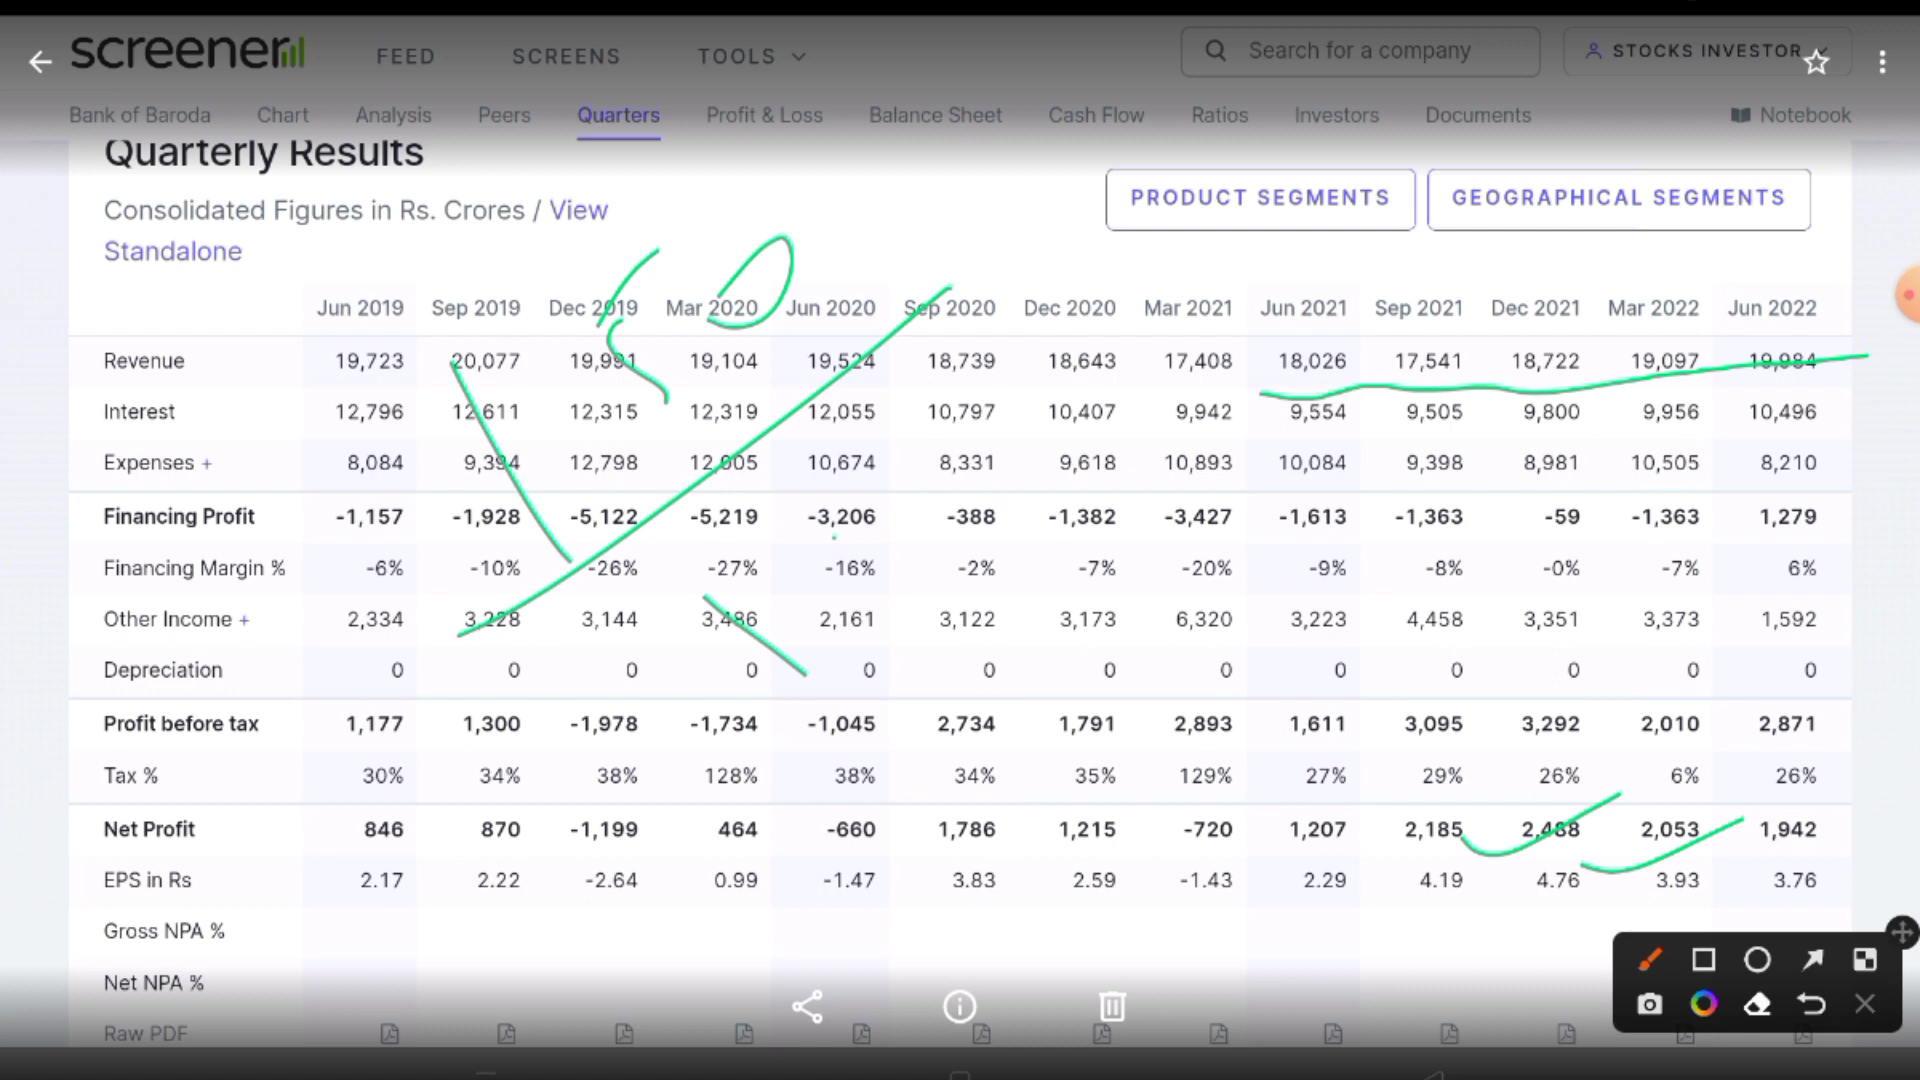 screener FEED SCREENS TOOLS Search for a company STOCKS INVESTOR
Bank of Baroda Chart Analysis Peers Quarters Profit & Loss Balance Sheet Cash Flow Ratios Investors Documents Notebook
Quarterly Results
Consolidated Figures in Rs. Crores / View
Standalone
PRODUCT SEGMENTS GEOGRAPHICAL SEGMENTS
Jun 2019 Sep 2019 Dec 2019 Mar 2020 Jun 2020 Sep 2020 Dec 2020 Mar 2021 Jun 2021 Sep 2021 Dec 2021 Mar 2022 Jun 2022
Revenue 19,723 20,077 19,991 19,104 19,524 18,739 18,643 17,408 18,026 17,541 18,722 19,097 19,984
Interest 12,796 12,611 12,315 12,319 12,055 10,797 10,407 9,942 9,554 9,505 9,800 9,956 10,496
Expenses + 8,084 9,394 12,798 12,005 10,674 8,331 9,618 10,893 10,084 9,398 8,981 10,505 8,210
Financing Profit -1,157 -1,928 -5,122 -5,219 -3,206 -388 -1,382 -3,427 -1,613 -1,363 -59 -1,363 1,279
Financing Margin % -6% -10% -26% -27% -16% -2% -7% -20% -9% -8% -0% -7% 6%
Other Income + 2,334 3,228 3,144 3,486 2,161 3,122 3,173 6,320 3,223 4,458 3,351 3,373 1,592
Depreciation 0 0 0 0 0 0 0 0 0 0 0 0 0
Profit before tax 1,177 1,300 -1,978 -1,734 -1,045 2,734 1,791 2,893 1,611 3,095 3,292 2,010 2,871
Tax % 30% 34% 38% 128% 38% 34% 35% 129% 27% 29% 26% 6% 26%
Net Profit 846 870 -1,199 464 -660 1,786 1,215 -720 1,207 2,185 2,488 2,053 1,942
EPS in Rs 2.17 2.22 -2.64 0.99 -1.47 3.83 2.59 -1.43 2.29 4.19 4.76 3.93 3.76
Gross NPA %
Net NPA %
Raw PDF